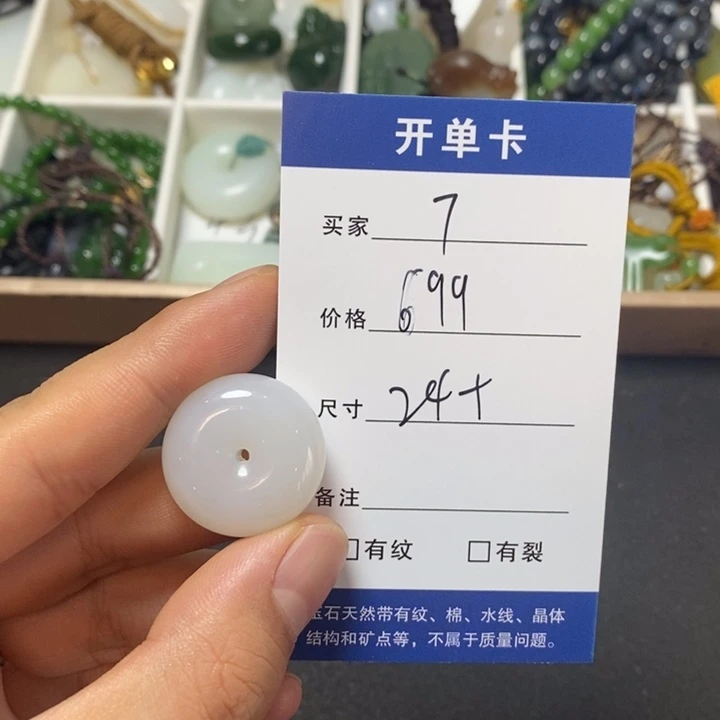 开单卡
买家 7
价格 699
尺寸 24+
备注
有纹 有裂
玉石天然带有纹、棉、水线、晶体
结构和矿点等，不属于质量问题。